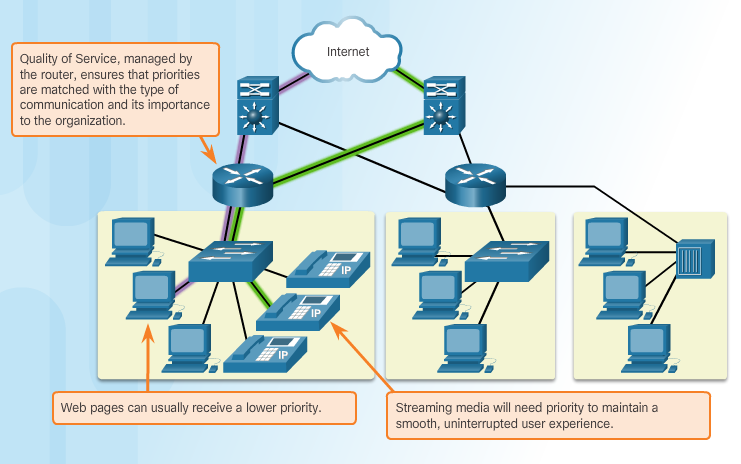 Internet
Quality of Service, managed by
the router, ensures that priorities
are matched with the type of
communication and its importance
to the organization.
IP
IP
IP
Web pages can usually receive a lower priority.
Streaming media will need priority to maintain a
smooth, uninterrupted user experience.